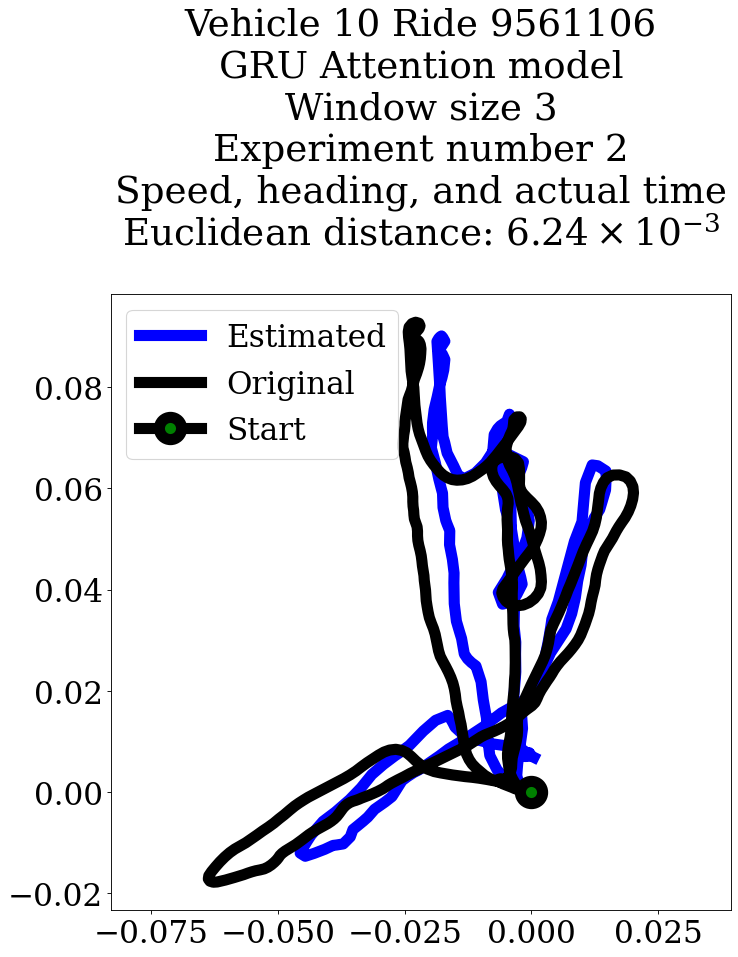 Vehicle 10 Ride 9561106
GRU Attention model
Window size 3
Experiment number 2
Speed, heading, and actual time
Euclidean distance: 6.24 × 10⁻³
Estimated
Original
Start
0.08
0.06
0.04
0.02
0.00
−0.02
−0.075 −0.050 −0.025 0.000 0.025